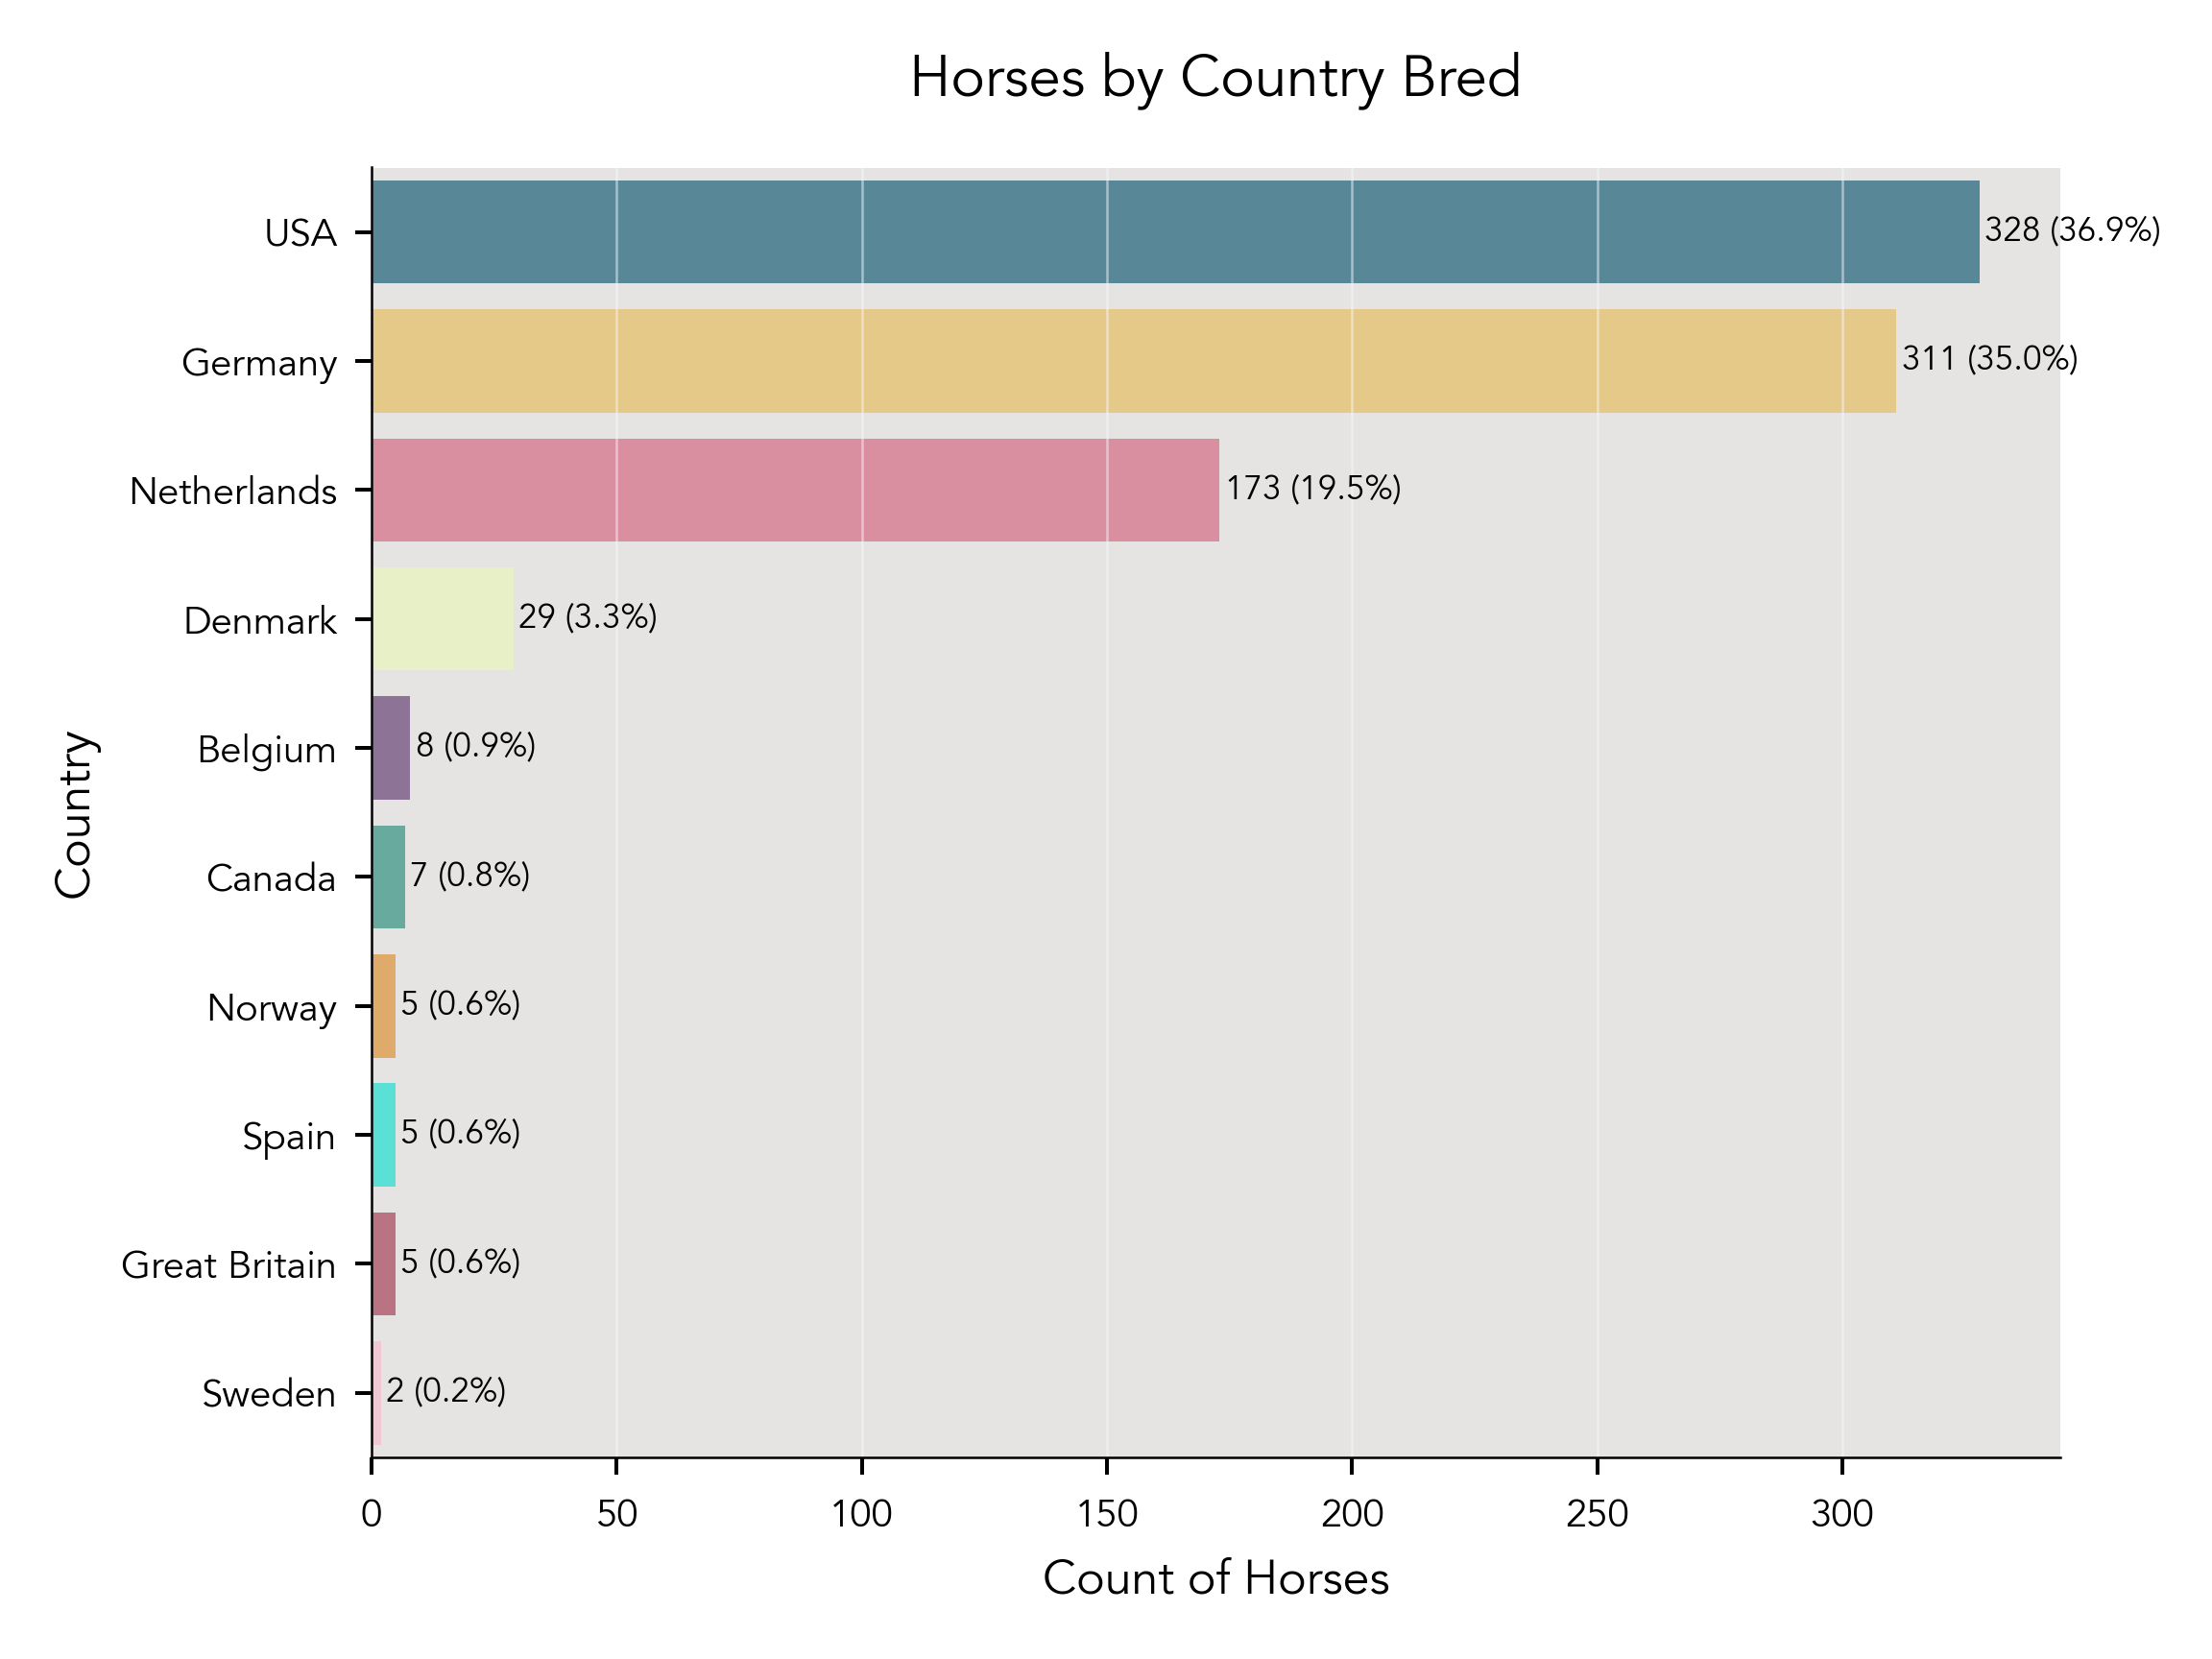 Horses by Country Bred
USA
328 (36.9%)
Germany
311 (35.0%)
Netherlands
173 (19.5%)
Denmark
29 (3.3%)
Belgium
8 (0.9%)
Canada
7 (0.8%)
Norway
5 (0.6%)
Spain
5 (0.6%)
Great Britain
5 (0.6%)
Sweden
2 (0.2%)
Country
0 50 100 150 200 250 300
Count of Horses